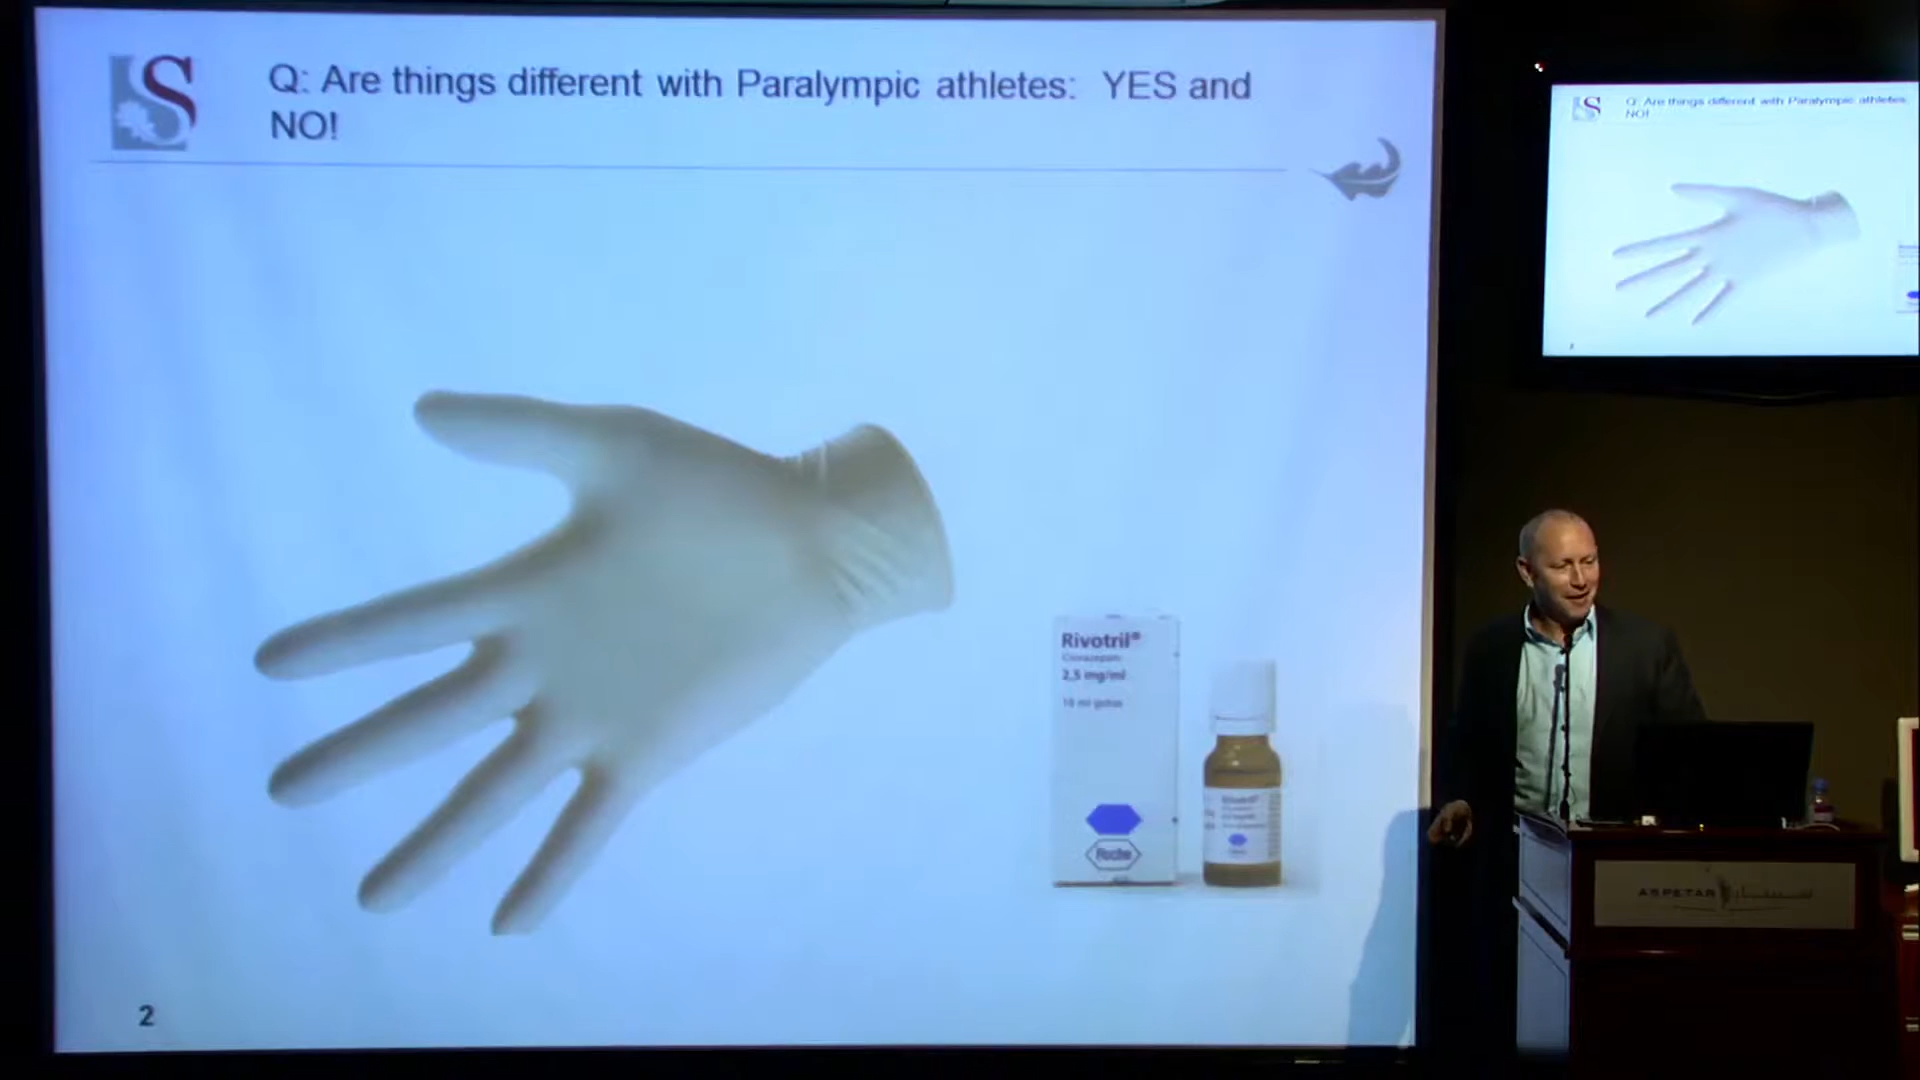 S
Q: Are things different with Paralympic athletes: YES and
NO!
Rivotril®
Clonazepam
2,5 mg/ml
10 ml gotas
Roche
2
S
Q: Are things different with Paralympic athletes:
NO!
2
ASPETAR